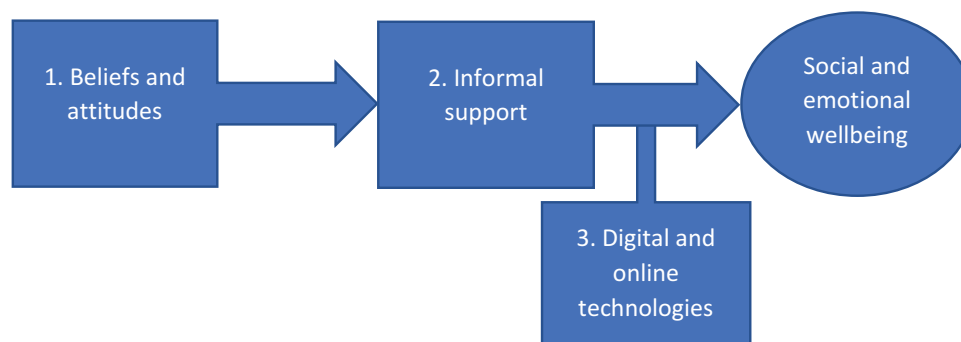 1. Beliefs and
attitudes
2. Informal
support
Social and
emotional
wellbeing
3. Digital and
online
technologies